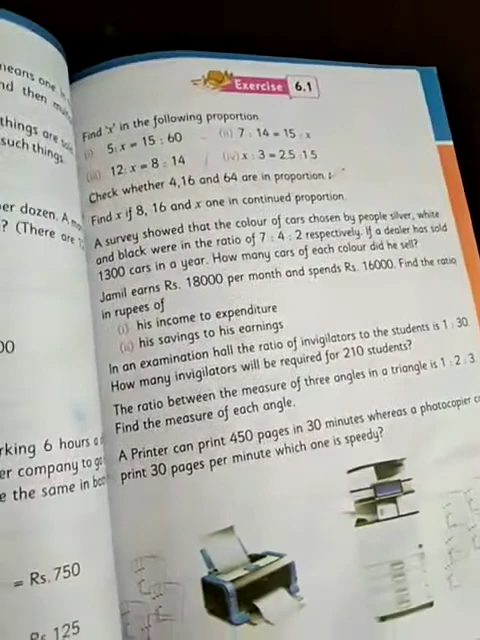 means one
nd then
things are
such things.
per dozen. A
? (There are
00
rking 6 hours a
er company to
e the same in
= Rs.750
Rs 125
Exercise 6.1
Find 'x' in the following proportion
(i) 5: x = 15 : 60 (ii) 7 : 14 = 15 : x
(iii) 12: x = 8 : 14 (iv) x : 3 = 2.5 : 1.5
Check whether 4,16 and 64 are in proportion.
Find x if 8, 16 and x one in continued proportion
A survey showed that the colour of cars chosen by people silver, white
and black were in the ratio of 7 : 4 : 2 respectively. If a dealer has sold
1300 cars in a year. How many cars of each colour did he sell?
Jamil earns Rs. 18000 per month and spends Rs. 16000. Find the ratio
in rupees of
(i) his income to expenditure
(ii) his savings to his earnings
In an examination hall the ratio of invigilators to the students is 1 : 30.
How many invigilators will be required for 210 students?
The ratio between the measure of three angles in a triangle is 1 : 2 : 3.
Find the measure of each angle.
A Printer can print 450 pages in 30 minutes whereas a photocopier
print 30 pages per minute which one is speedy?